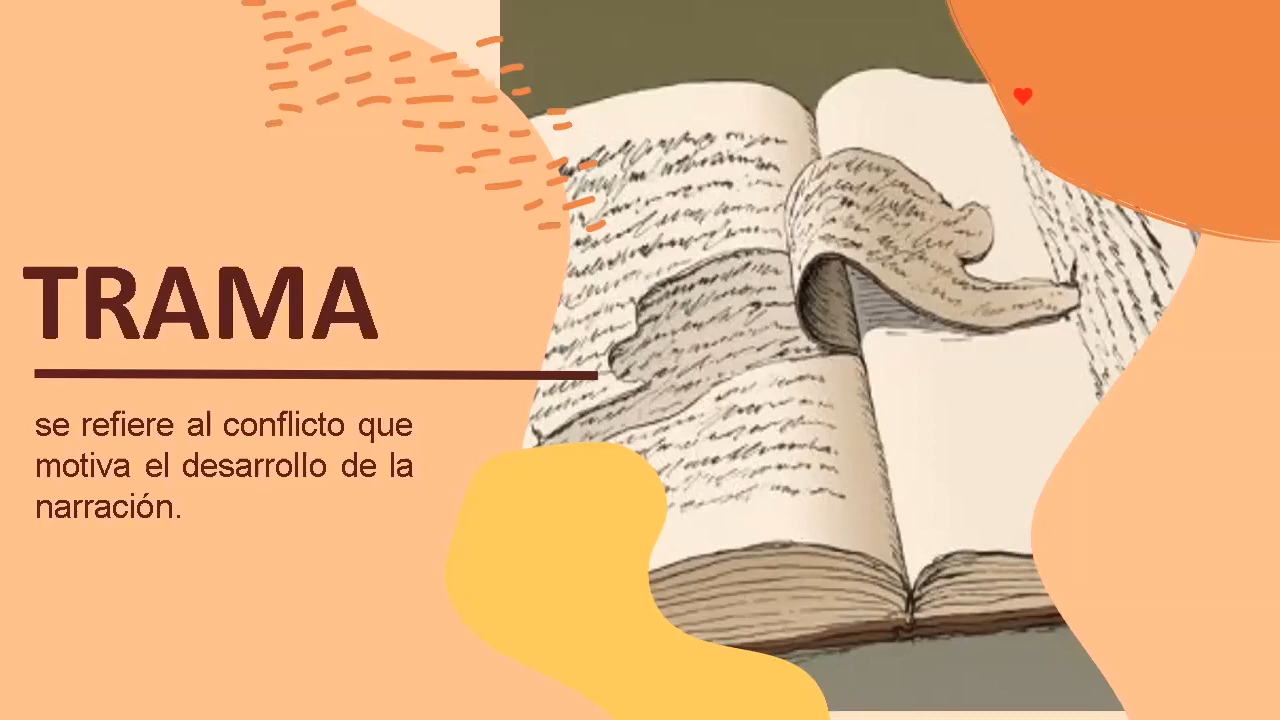 TRAMA
se refiere al conflicto que
motiva el desarrollo de la
narración.